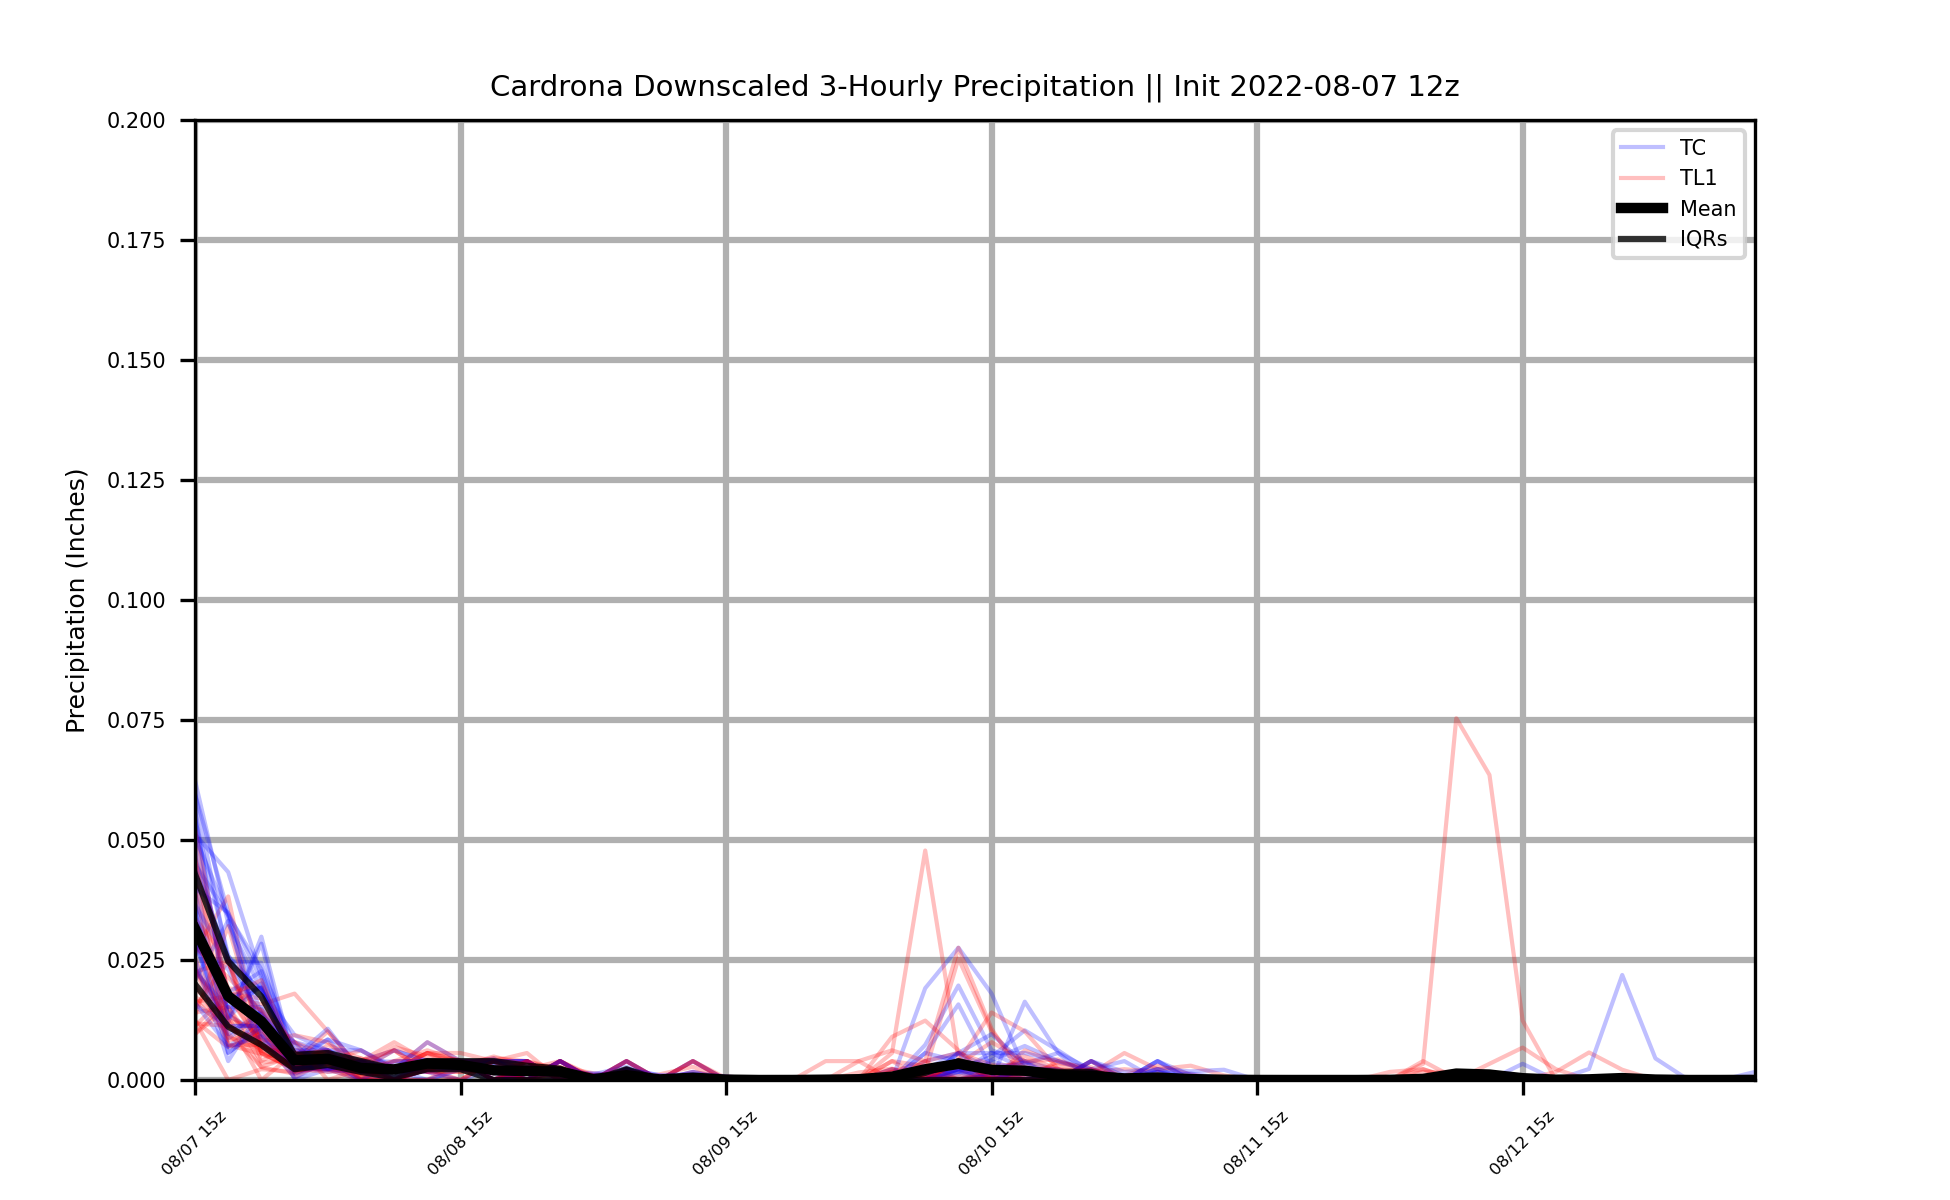 Cardrona Downscaled 3-Hourly Precipitation || Init 2022-08-07 12z
TC
TL1
Mean
IQRs
Precipitation (Inches)
0.200
0.175
0.150
0.125
0.100
0.075
0.050
0.025
0.000
08/07 15z
08/08 15z
08/09 15z
08/10 15z
08/11 15z
08/12 15z